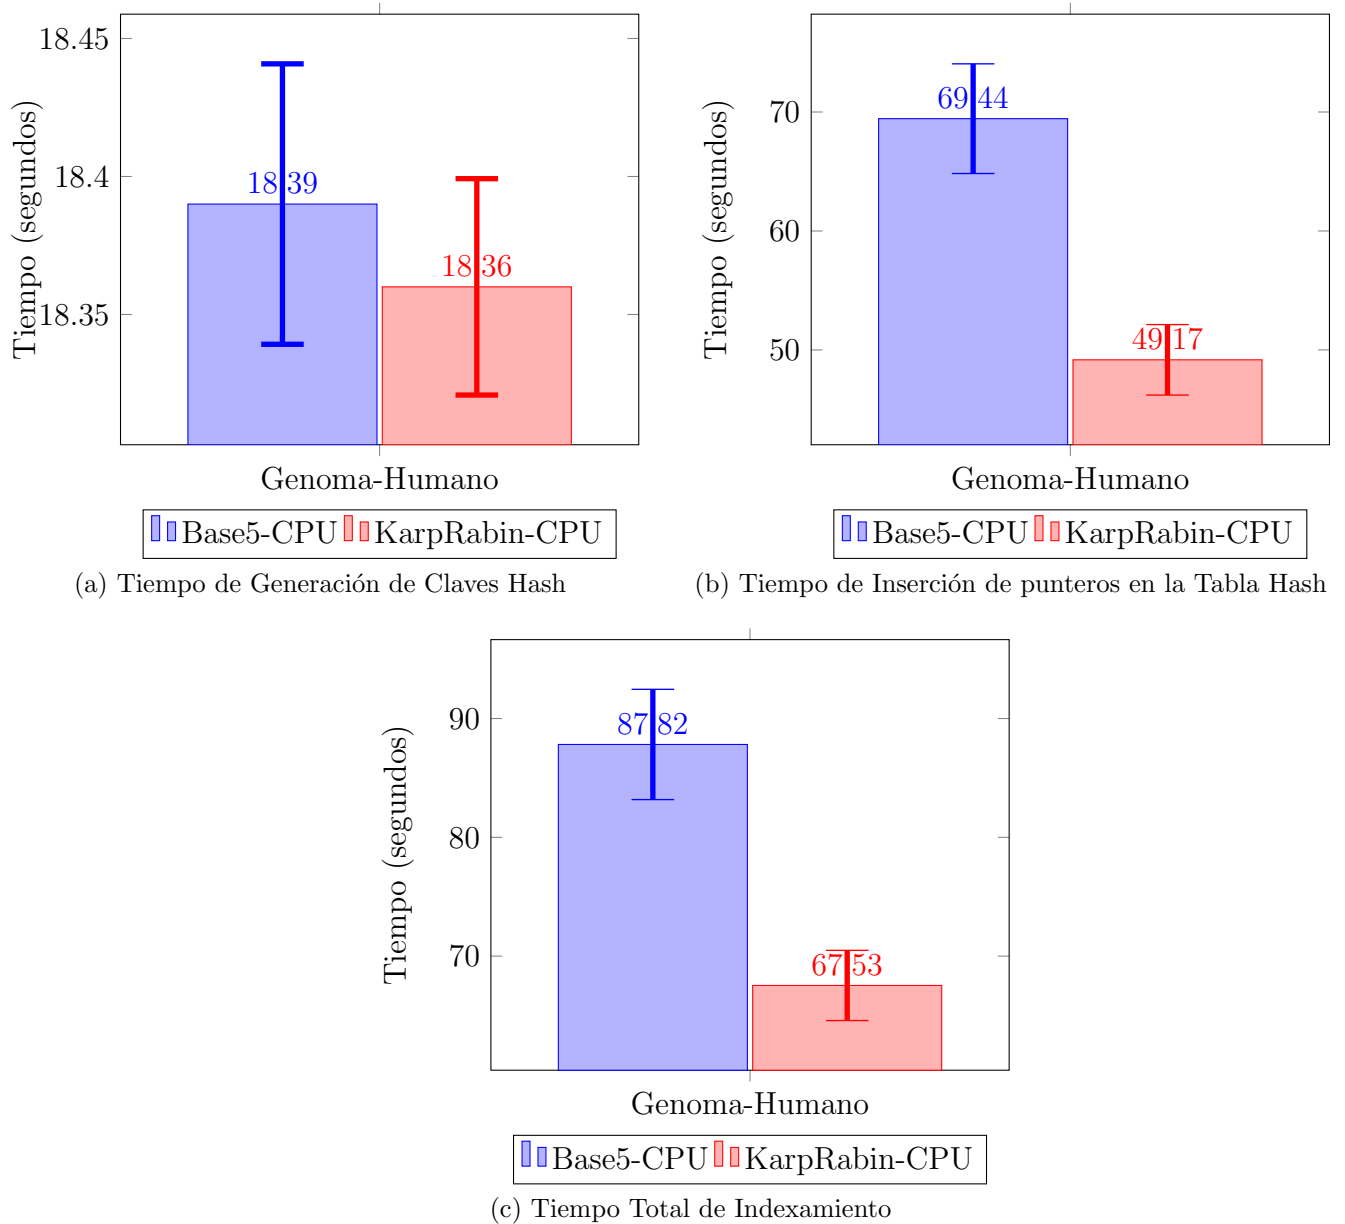 Tiempo (segundos)
18.45
18.4
18.35
18.39
18.36
Genoma-Humano
Base5-CPU KarpRabin-CPU
(a) Tiempo de Generación de Claves Hash
Tiempo (segundos)
70
60
50
69.44
49.17
Genoma-Humano
Base5-CPU KarpRabin-CPU
(b) Tiempo de Inserción de punteros en la Tabla Hash
Tiempo (segundos)
90
80
70
87.82
67.53
Genoma-Humano
Base5-CPU KarpRabin-CPU
(c) Tiempo Total de Indexamiento